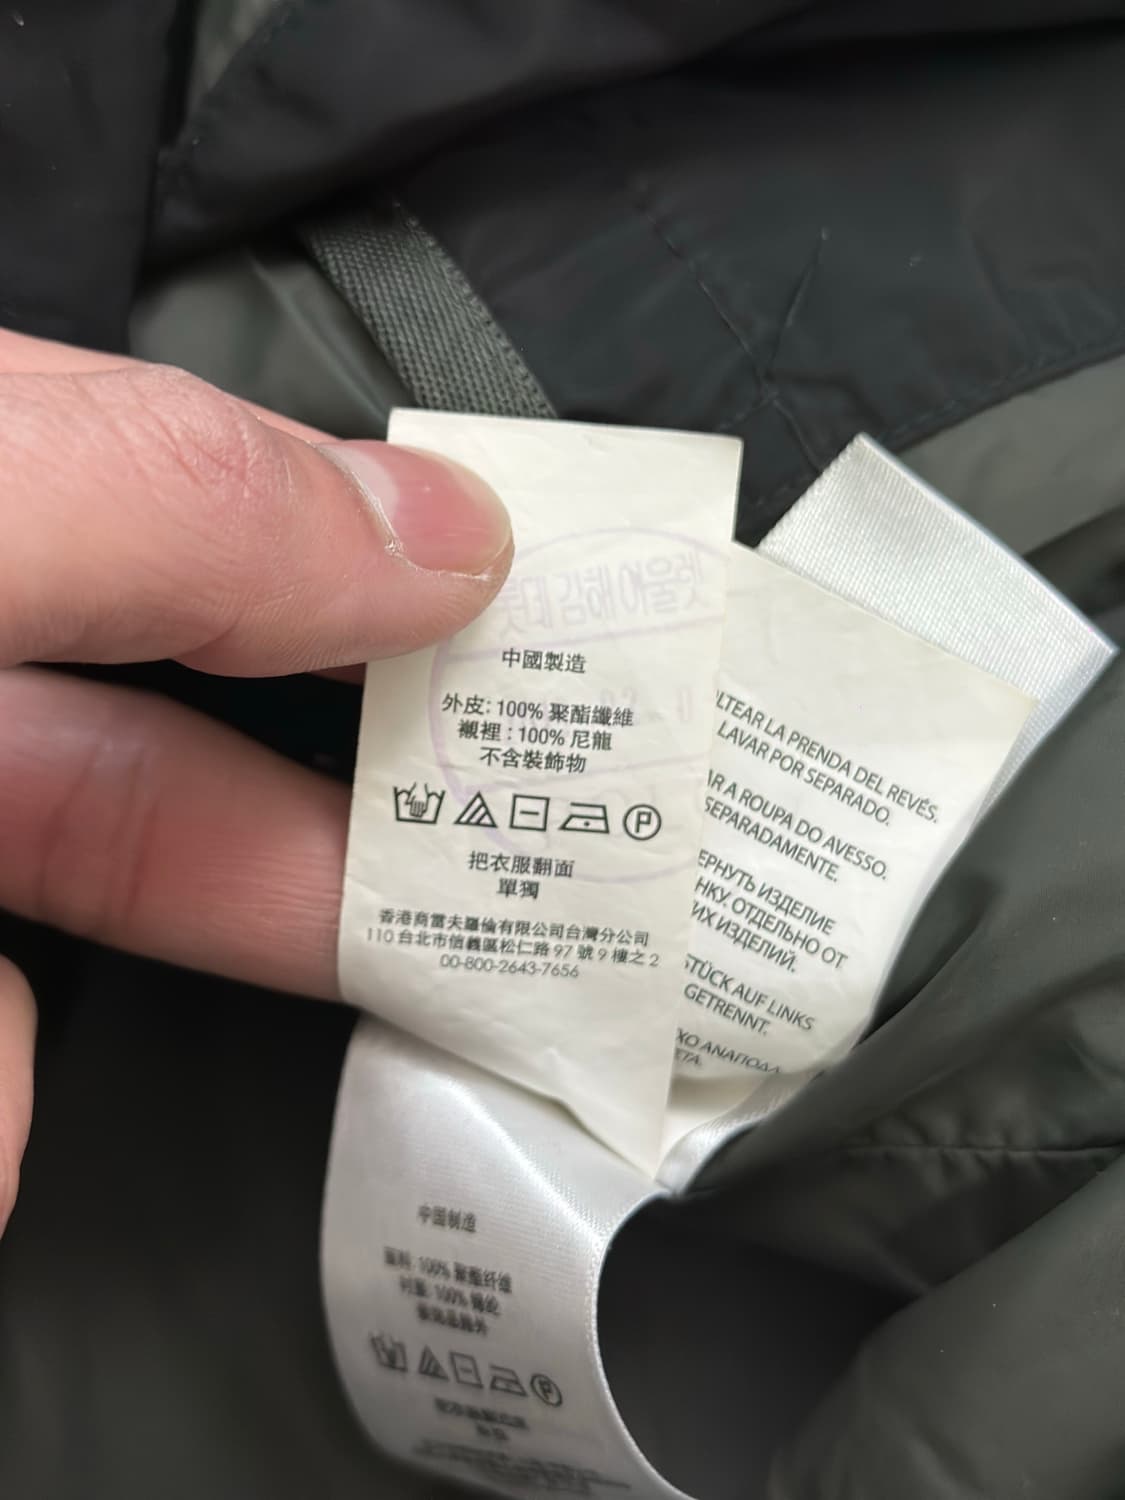 中國製造
外皮：100% 聚酯纖維
襯裡：100% 尼龍
不含裝飾物
P
把衣服翻面
單獨
香港商雷夫羅倫有限公司台灣分公司
110 台北市信義區松仁路 97 號 9 樓之 2
00-800-2643-7656
LTEAR LA PRENDA DEL REVÉS.
LAVAR POR SEPARADO.
AR A ROUPA DO AVESSO.
SEPARADAMENTE.
ЕРНУТЬ ИЗДЕЛИЕ
НКУ. ОТДЕЛЬНО ОТ
ИХ ИЗДЕЛИЙ.
STÜCK AUF LINKS
GETRENNT.
ΧΟ ΑΝΑΠΟΔΑ
ΕΤΑ.
中国制造
面料：100% 聚酯纤维
衬里：100% 锦纶
P